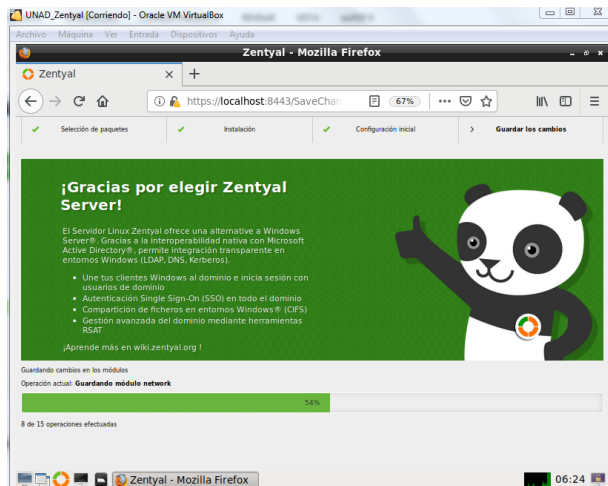 UNAD_Zentyal [Corriendo] - Oracle VM VirtualBox
Archivo Máquina Ver Entrada Dispositivos Ayuda
Zentyal - Mozilla Firefox
Zentyal
https://localhost:8443/SaveChan
67%
Selección de paquetes
Instalación
Configuración inicial
Guardar los cambios
¡Gracias por elegir Zentyal
Server!
El Servidor Linux Zentyal ofrece una alternative a Windows
Server®. Gracias a la interoperabilidad nativa con Microsoft
Active Directory®, permite integración transparente en
entornos Windows (LDAP, DNS, Kerberos).
Une tus clientes Windows al dominio e inicia sesión con
usuarios de dominio
Autenticación Single Sign-On (SSO) en todo el dominio
Compartición de ficheros en entornos Windows® (CIFS)
Gestión avanzada del dominio mediante herramientas
RSAT
¡Aprende más en wiki.zentyal.org !
Guardando cambios en los módulos
Operación actual: Guardando módulo network
54%
8 de 15 operaciones efectuadas
Zentyal - Mozilla Firefox
06:24